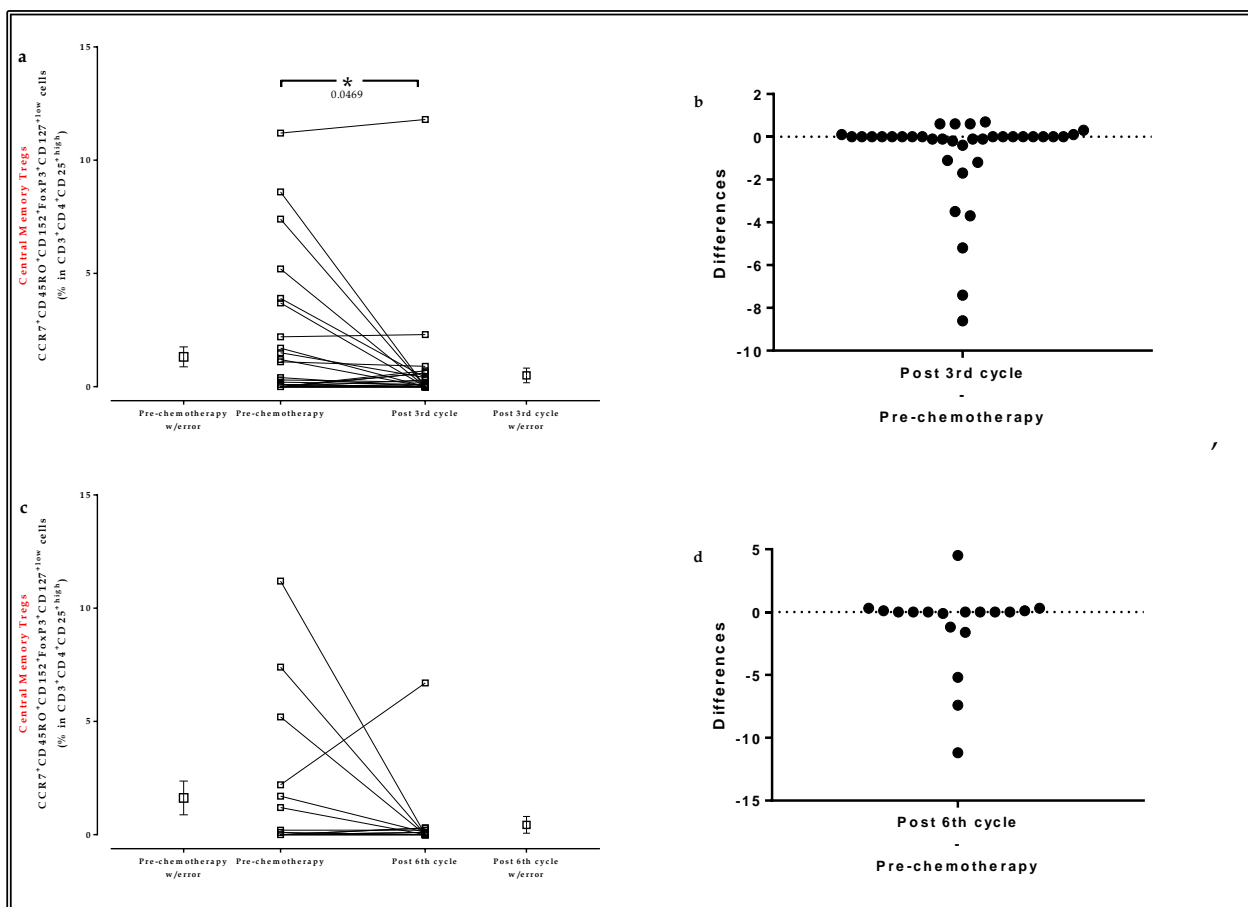 a
Central Memory Tregs
CCR7⁺CD45RO⁺CD152⁺FoxP3⁺CD127⁺ˡᵒʷ cells
(% in CD3⁺CD4⁺CD25⁺ʰⁱᵍʰ)
15
10
5
0
*
0.0469
Pre-chemotherapy
w/error
Pre-chemotherapy
Post 3rd cycle
Post 3rd cycle
w/error
b
Differences
2
0
-2
-4
-6
-8
-10
Post 3rd cycle
-
Pre-chemotherapy
,
c
Central Memory Tregs
CCR7⁺CD45RO⁺CD152⁺FoxP3⁺CD127⁺ˡᵒʷ cells
(% in CD3⁺CD4⁺CD25⁺ʰⁱᵍʰ)
15
10
5
0
Pre-chemotherapy
w/error
Pre-chemotherapy
Post 6th cycle
Post 6th cycle
w/error
d
Differences
5
0
-5
-10
-15
Post 6th cycle
-
Pre-chemotherapy